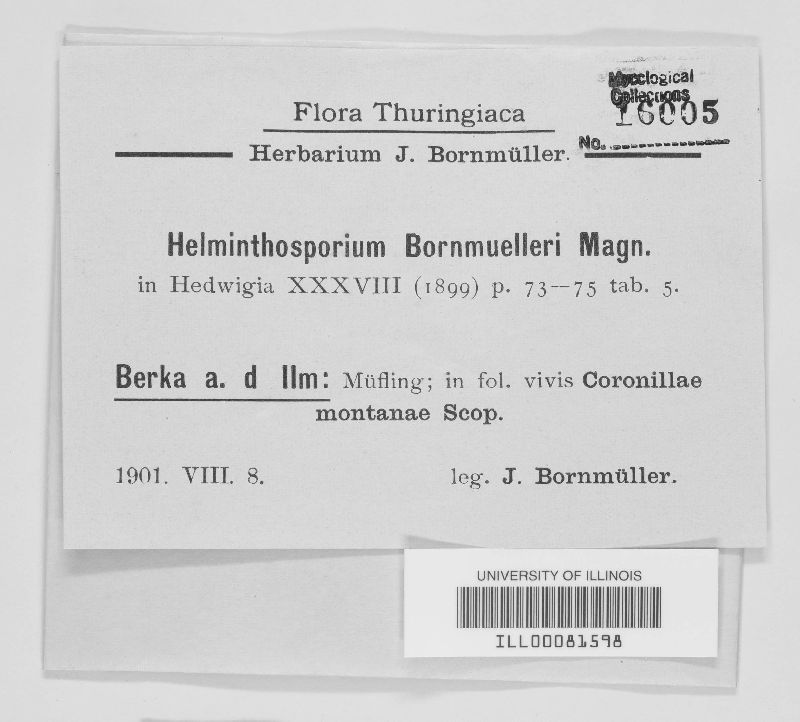 Mycological
Collections
16005
No.
Flora Thuringiaca
Herbarium J. Bornmüller.
Helminthosporium Bornmuelleri Magn.
in Hedwigia XXXVIII (1899) p. 73—75 tab. 5.
Berka a. d Ilm: Müfling; in fol. vivis Coronillae
montanae Scop.
1901. VIII. 8. leg. J. Bornmüller.
UNIVERSITY OF ILLINOIS
ILL00081598